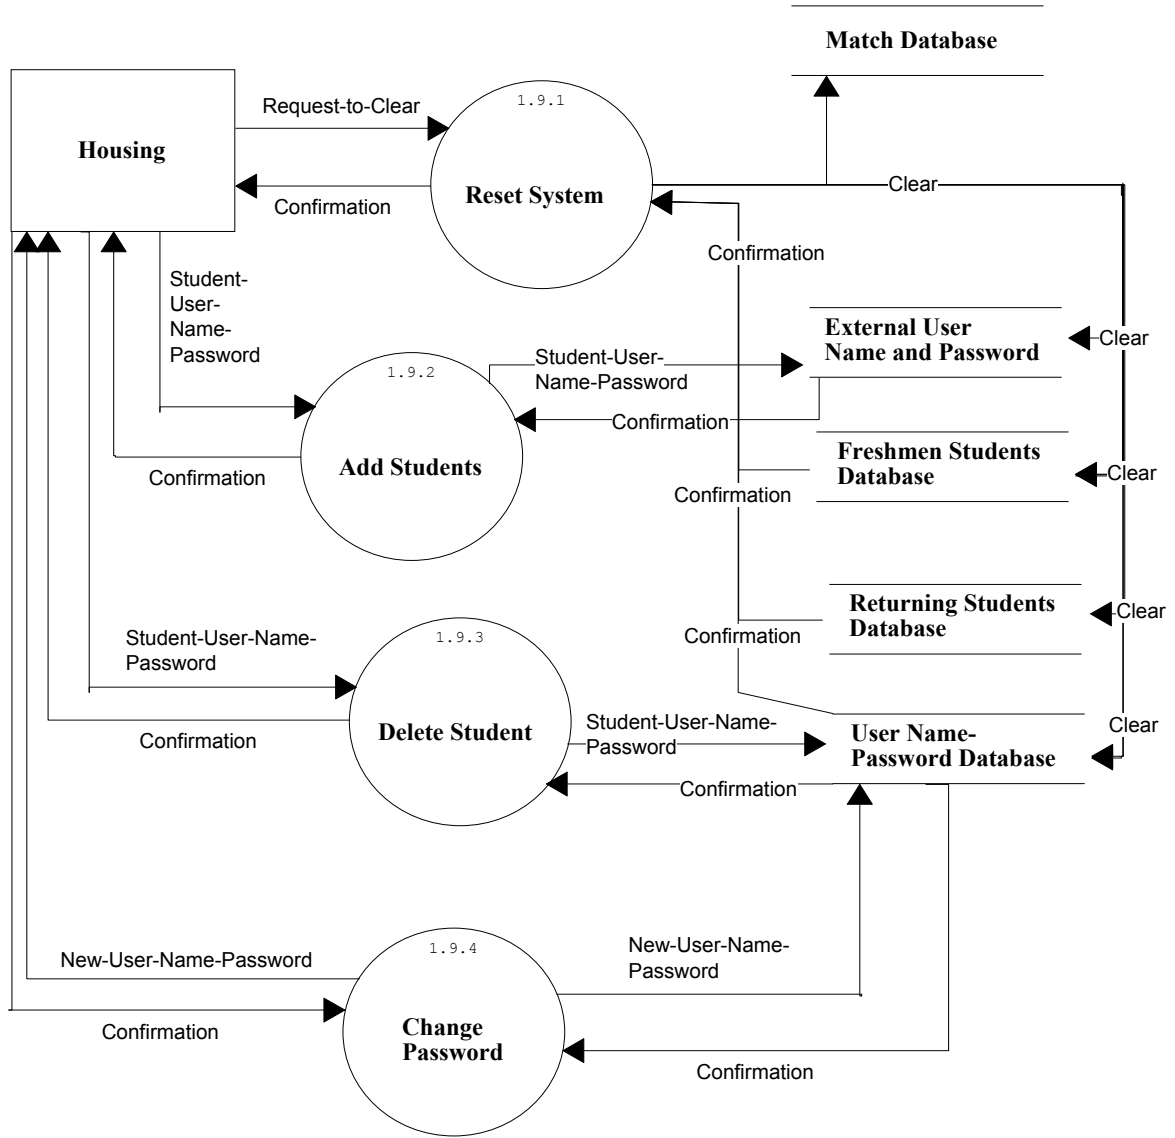 Match Database
1.9.1
Request-to-Clear
Housing
Reset System
Clear
Confirmation
Confirmation
Student-
User-
Name-
Password
External User
Name and Password
Clear
Student-User-
Name-Password
1.9.2
Confirmation
Freshmen Students
Database
Clear
Add Students
Confirmation
Confirmation
Returning Students
Database
Clear
Confirmation
1.9.3
Student-User-Name-
Password
Delete Student
Student-User-Name-
Password
User Name-
Password Database
Clear
Confirmation
Confirmation
1.9.4
New-User-Name-Password
New-User-Name-
Password
Change
Password
Confirmation
Confirmation